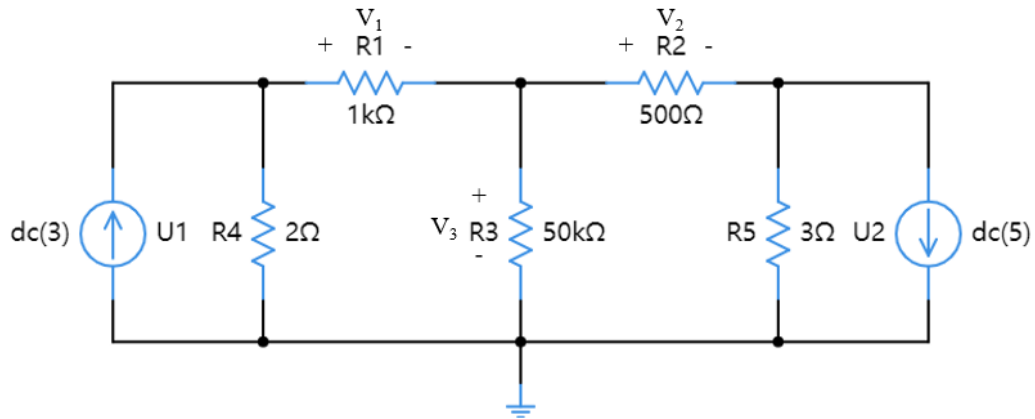 V₁ V₂
+ R1 - + R2 -
1kΩ 500Ω
+
dc(3) U1 R4 2Ω V₃ R3 50kΩ R5 3Ω U2 dc(5)
-